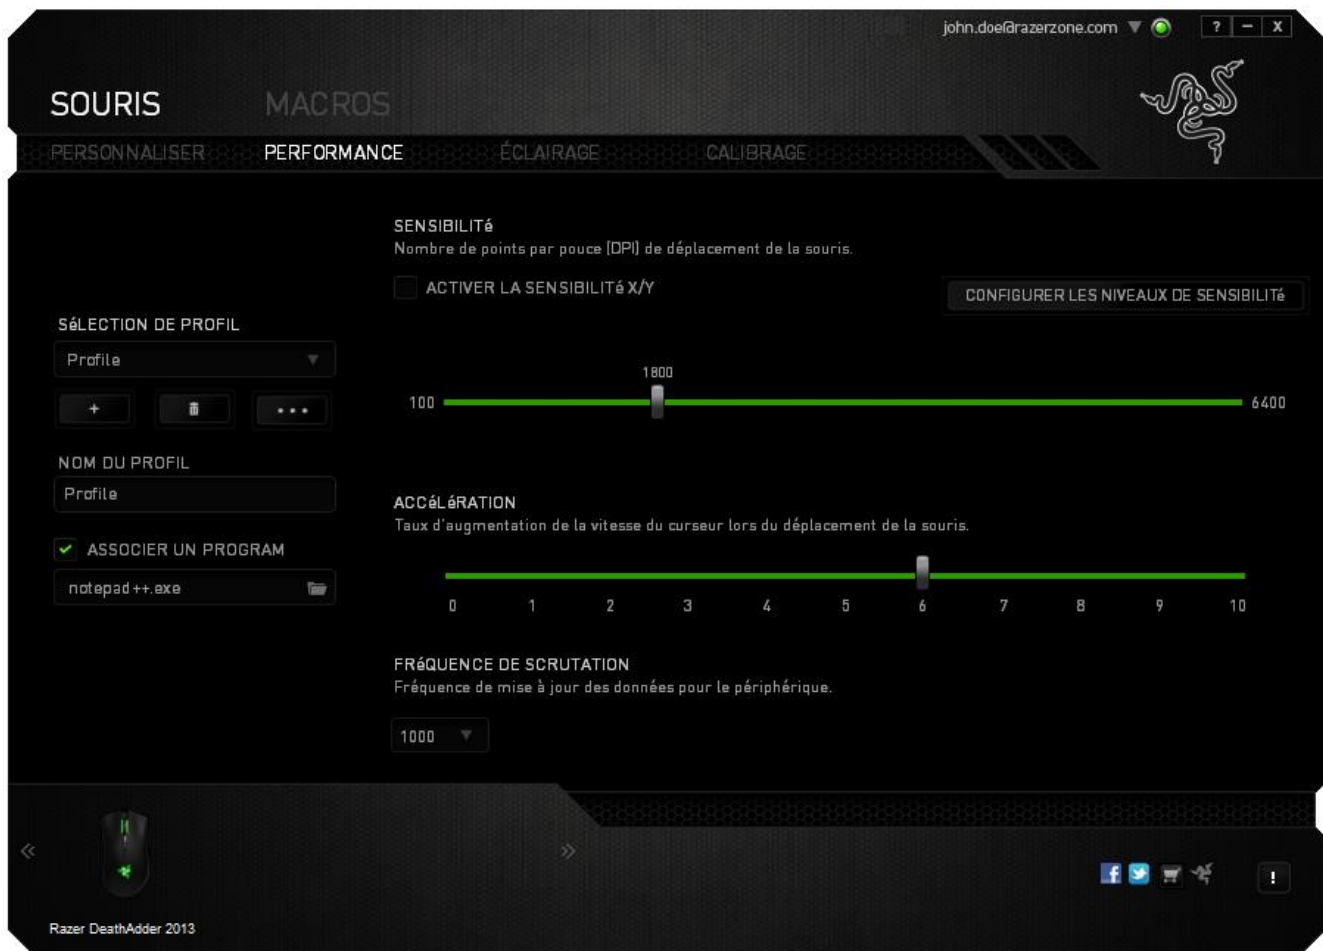 john.doe@razerzone.com
? – X
SOURIS
MACROS
PERSONNALISER
PERFORMANCE
ÉCLAIRAGE
CALIBRAGE
SENSIBILITé
Nombre de points par pouce (DPI) de déplacement de la souris.
ACTIVER LA SENSIBILITé X/Y
CONFIGURER LES NIVEAUX DE SENSIBILITé
SéLECTION DE PROFIL
Profile
+
1800
100
6400
NOM DU PROFIL
Profile
ASSOCIER UN PROGRAM
notepad++.exe
ACCéLéRATION
Taux d'augmentation de la vitesse du curseur lors du déplacement de la souris.
0 1 2 3 4 5 6 7 8 9 10
FRéQUENCE DE SCRUTATION
Fréquence de mise à jour des données pour le périphérique.
1000
Razer DeathAdder 2013
!